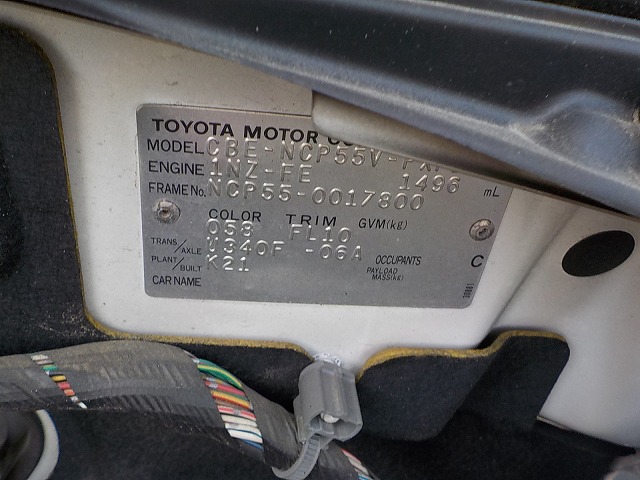 TOYOTA MOTOR
MODEL CBE-NCP55V-
ENGINE 1NZ-FE 1496 mL
FRAME No. NCP55-0017800
COLOR TRIM GVM(kg)
058 FL10
TRANS/AXLE U340F -06A
PLANT/BUILT K21 OCCUPANTS C
PAYLOAD MASS(kg)
CAR NAME